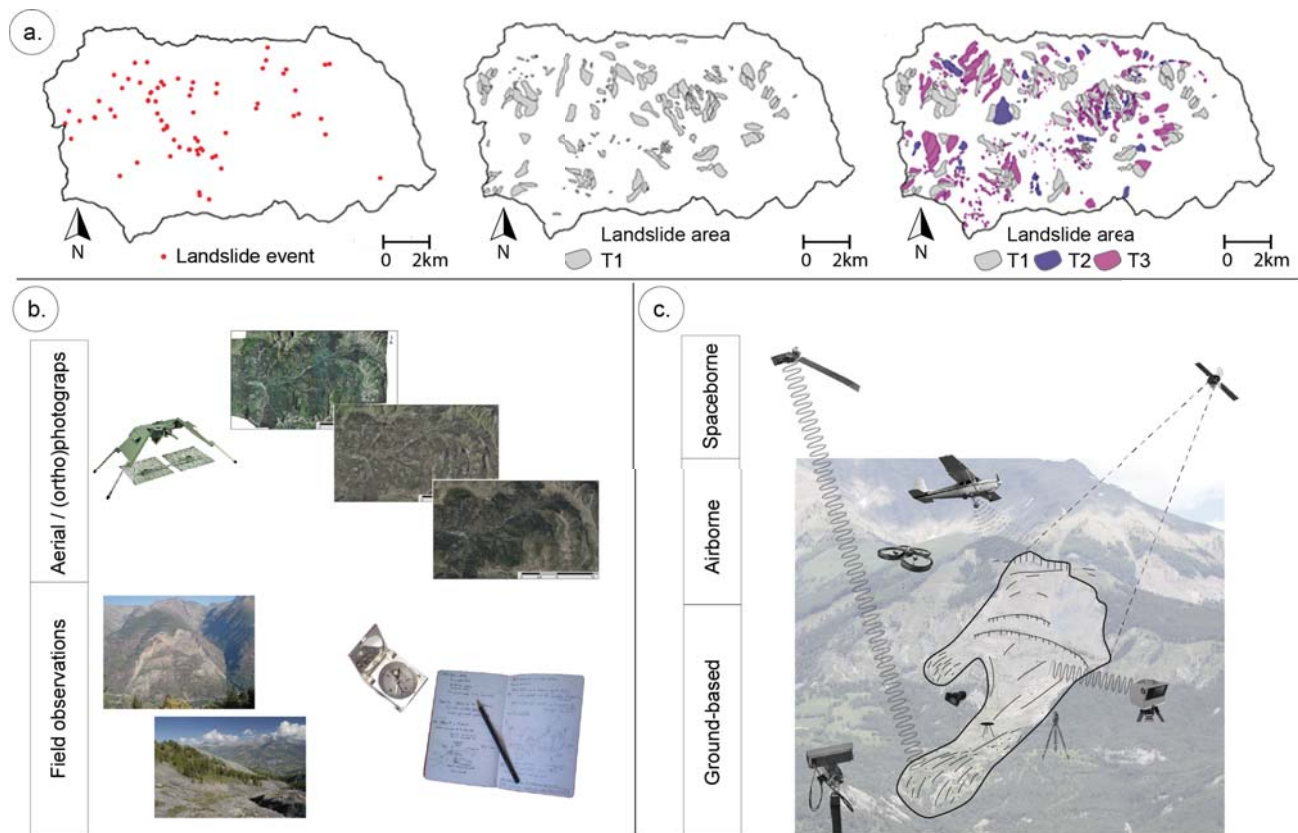 a.
N
Landslide event
0 2km
N
Landslide area
T1
0 2km
N
Landslide area
T1 T2 T3
0 2km
b.
Aerial / (ortho)photograps
Field observations
c.
Spaceborne
Airborne
Ground-based